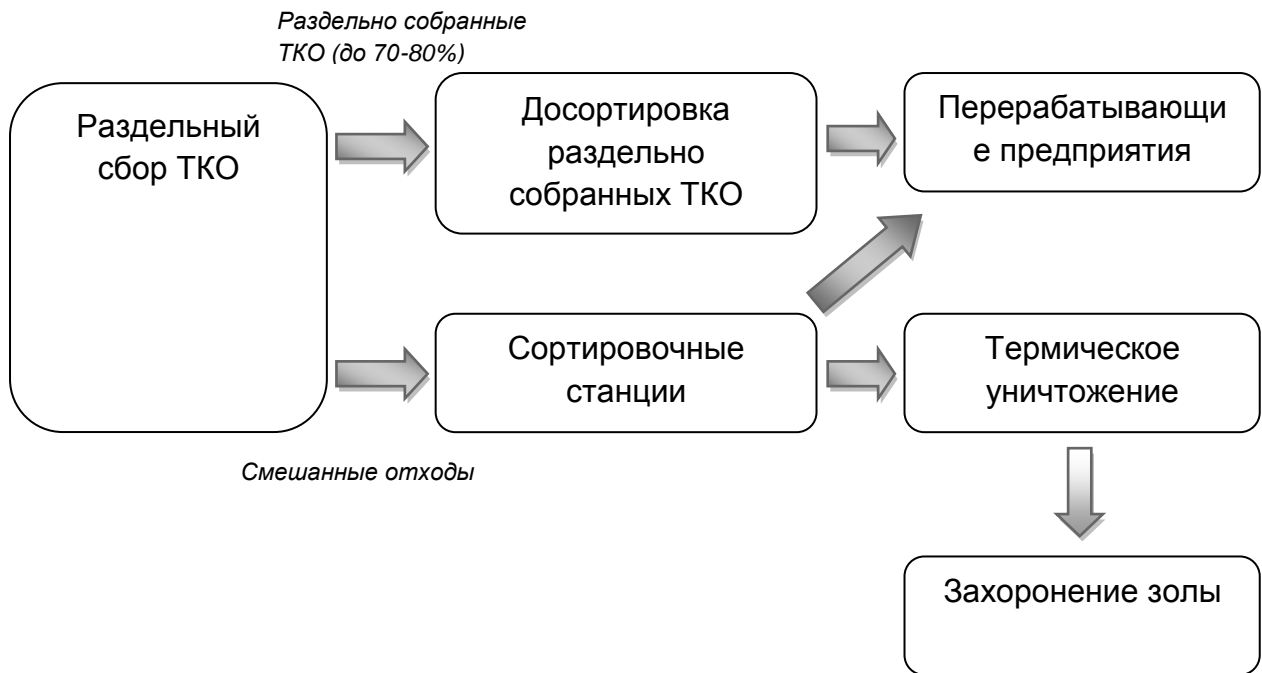 Раздельно собранные
ТКО (до 70-80%)
Раздельный
сбор ТКО
Досортировка
раздельно
собранных ТКО
Перерабатывающи
е предприятия
Сортировочные
станции
Термическое
уничтожение
Смешанные отходы
Захоронение золы